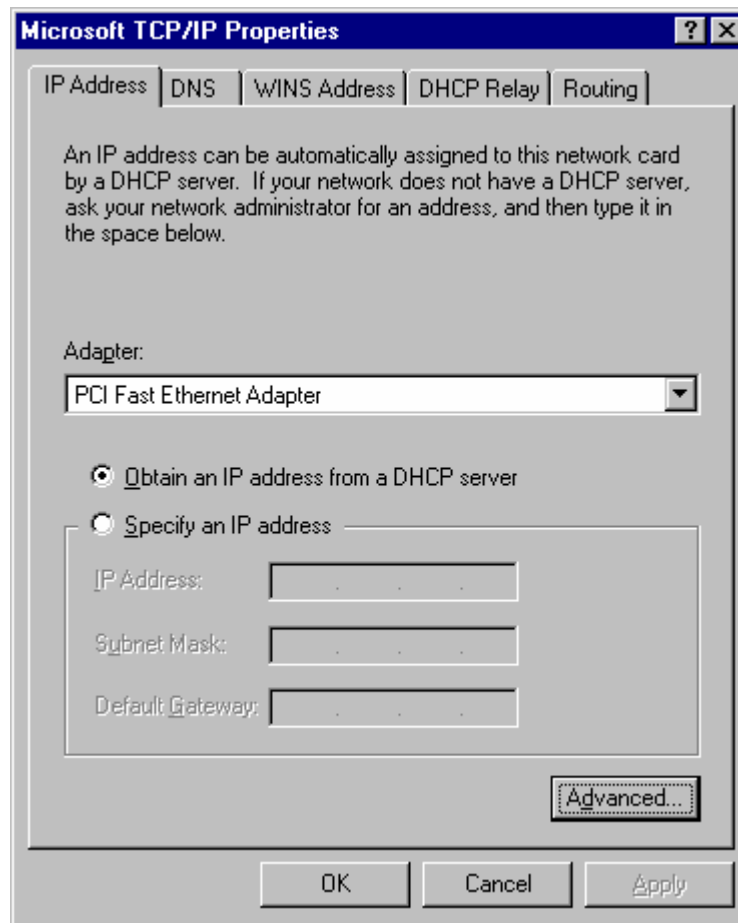 Microsoft TCP/IP Properties
IP Address DNS WINS Address DHCP Relay Routing
An IP address can be automatically assigned to this network card
by a DHCP server. If your network does not have a DHCP server,
ask your network administrator for an address, and then type it in
the space below.
Adapter:
PCI Fast Ethernet Adapter
Obtain an IP address from a DHCP server
Specify an IP address
IP Address:
Subnet Mask:
Default Gateway:
Advanced...
OK Cancel Apply